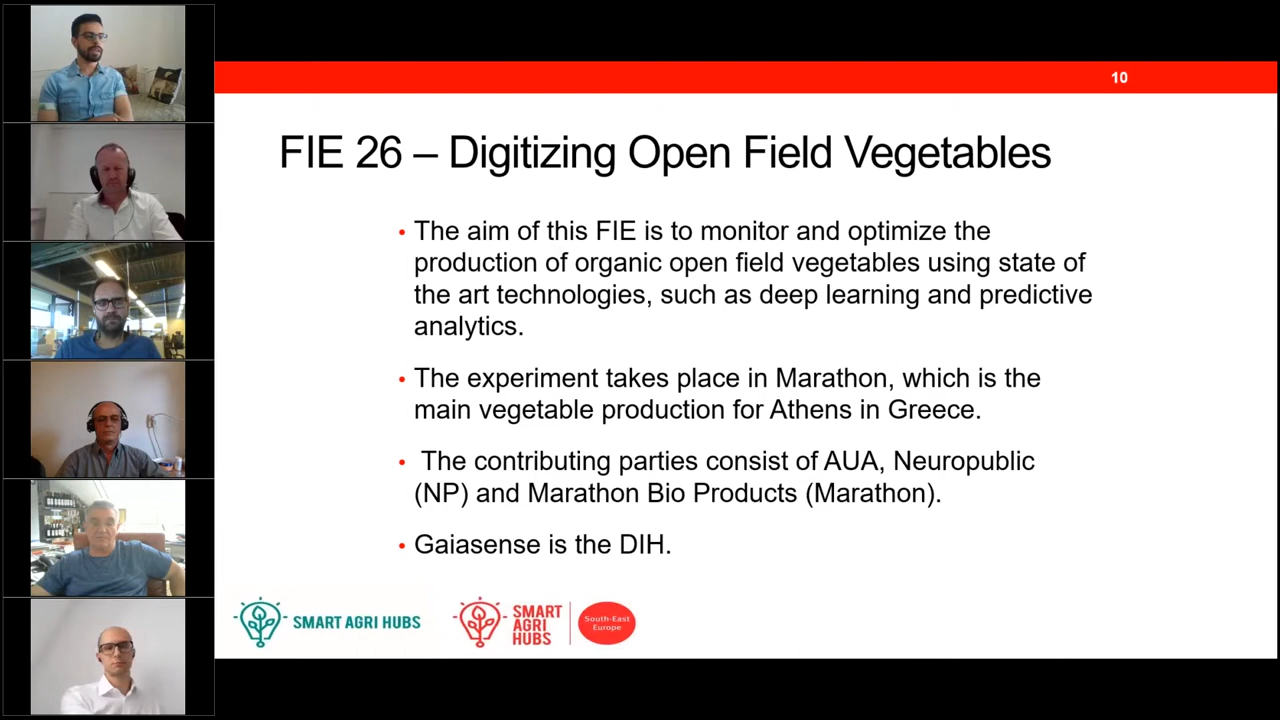 10
FIE 26 – Digitizing Open Field Vegetables
• The aim of this FIE is to monitor and optimize the
production of organic open field vegetables using state of
the art technologies, such as deep learning and predictive
analytics.
• The experiment takes place in Marathon, which is the
main vegetable production for Athens in Greece.
• The contributing parties consist of AUA, Neuropublic
(NP) and Marathon Bio Products (Marathon).
• Gaiasense is the DIH.
SMART AGRI HUBS
SMART
AGRI
HUBS
South-East
Europe